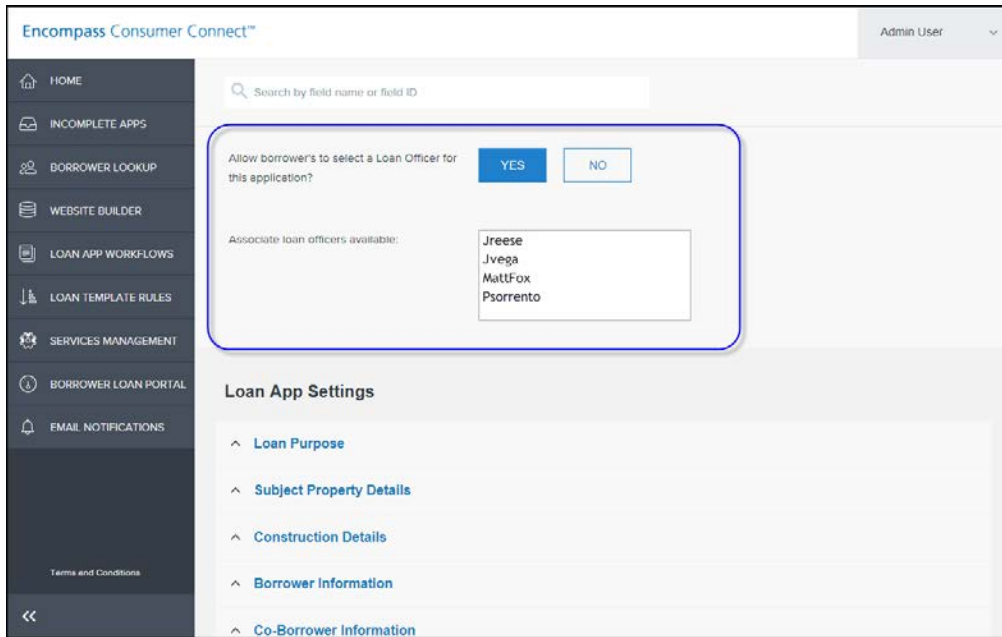 Encompass Consumer Connect™
Admin User
HOME
INCOMPLETE APPS
BORROWER LOOKUP
WEBSITE BUILDER
LOAN APP WORKFLOWS
LOAN TEMPLATE RULES
SERVICES MANAGEMENT
BORROWER LOAN PORTAL
EMAIL NOTIFICATIONS
Terms and Conditions
Search by field name or field ID
Allow borrower's to select a Loan Officer for
this application?
YES
NO
Associate loan officers available:
Jreese
Jvega
MattFox
Psorrento
Loan App Settings
Loan Purpose
Subject Property Details
Construction Details
Borrower Information
Co-Borrower Information